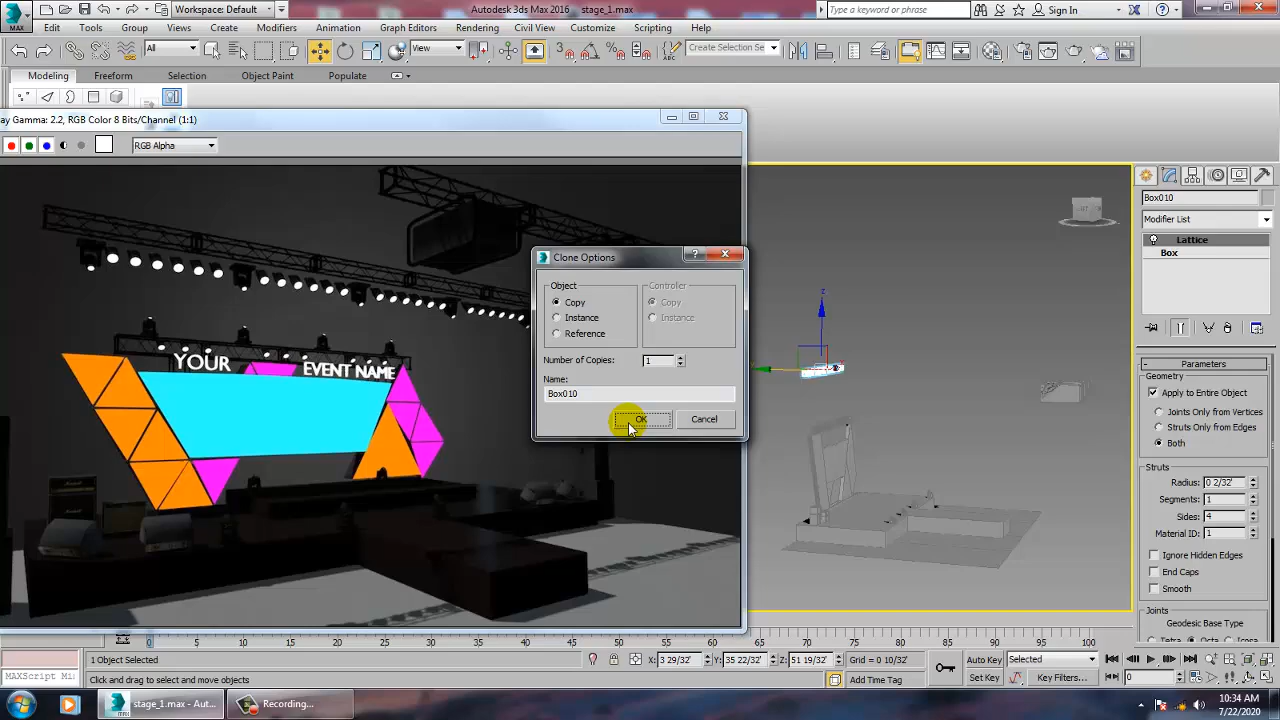 MAX
Workspace: Default
Autodesk 3ds Max 2016 stage_1.max
Type a keyword or phrase
Sign In
Edit Tools Group Views Create Modifiers Animation Graph Editors Rendering Civil View Customize Scripting Help
All
View
Create Selection Se
Modeling Freeform Selection Object Paint Populate
ay Gamma: 2.2, RGB Color 8 Bits/Channel (1:1)
RGB Alpha
YOUR EVENT NAME
Clone Options
Object
Copy
Instance
Reference
Controller
Copy
Instance
Number of Copies: 1
Name:
Box010
OK Cancel
Box010
Modifier List
Lattice
Box
Parameters
Geometry
Apply to Entire Object
Joints Only from Vertices
Struts Only from Edges
Both
Struts
Radius: 0 2/32'
Segments: 1
Sides: 4
Material ID: 1
Ignore Hidden Edges
End Caps
Smooth
Joints
Geodesic Base Type
Tetra Octa Icosa
0 5 10 15 20 25 30 35 40 45 50 55 60 65 70 75 80 85 90 95 100
1 Object Selected
X: 3 29/32' Y: 35 22/32' Z: 51 19/32' Grid = 0 10/32'
Auto Key Selected
MAXScript Mi
Click and drag to select and move objects
Add Time Tag
Set Key Key Filters...
0
stage_1.max - Aut...
Recording...
10:34 AM
7/22/2020